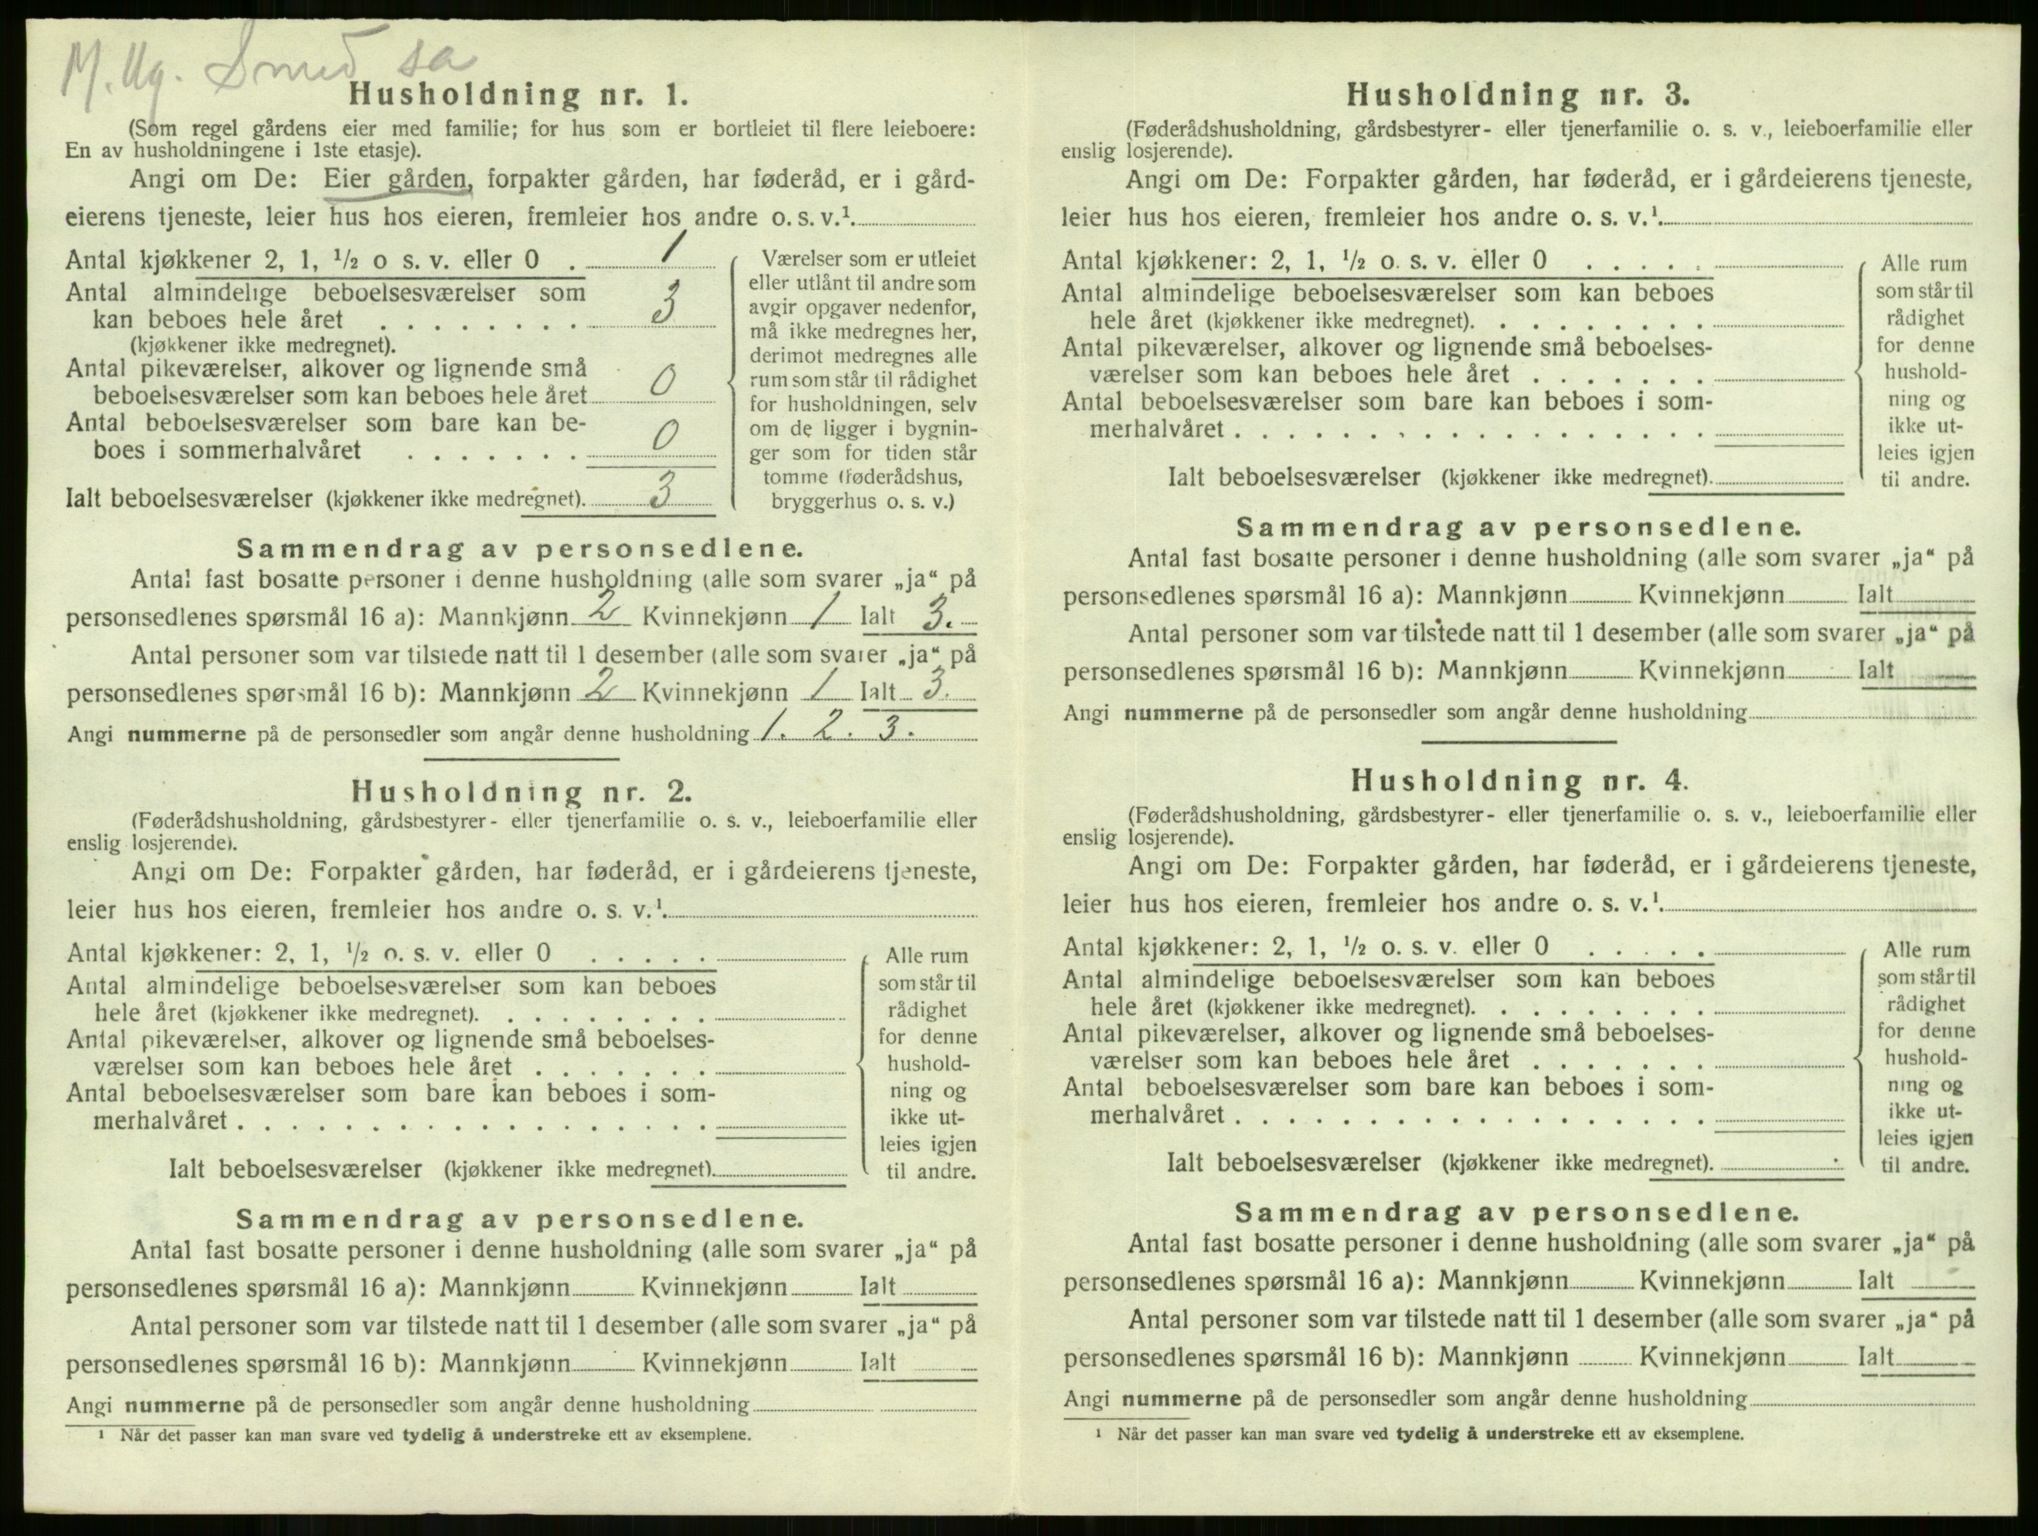 M. Ug. Smed sa
Husholdning nr. 1.
(Som regel gårdens eier med familie; for hus som er bortleiet til flere leieboere:
En av husholdningene i 1ste etasje).
Angi om De: Eier gården, forpakter gården, har føderåd, er i gård-
eierens tjeneste, leier hus hos eieren, fremleier hos andre o. s. v.¹.
Antal kjøkkener 2, 1, ½ o s. v. eller 0 . 1
Antal almindelige beboelsesværelser som
kan beboes hele året . . . . . . . . 3
(kjøkkener ikke medregnet).
Antal pikeværelser, alkover og lignende små
beboelsesværelser som kan beboes hele året 0
Antal beboelsesværelser som bare kan be-
boes i sommerhalvåret . . . . . . . 0
Ialt beboelsesværelser (kjøkkener ikke medregnet). 3
Værelser som er utleiet
eller utlånt til andre som
avgir opgaver nedenfor,
må ikke medregnes her,
derimot medregnes alle
rum som står til rådighet
for husholdningen, selv
om de ligger i bygnin-
ger som for tiden står
tomme (føderådshus,
bryggerhus o. s. v.)
Sammendrag av personsedlene.
Antal fast bosatte personer i denne husholdning (alle som svarer „ja“ på
personsedlenes spørsmål 16 a): Mannkjønn 2 Kvinnekjønn 1 Ialt 3.
Antal personer som var tilstede natt til 1 desember (alle som svarer „ja“ på
personsedlenes spørsmål 16 b): Mannkjønn 2 Kvinnekjønn 1 Ialt 3.
Angi nummerne på de personsedler som angår denne husholdning 1. 2. 3.
Husholdning nr. 2.
(Føderådshusholdning, gårdsbestyrer- eller tjenerfamilie o. s. v., leieboerfamilie eller
enslig losjerende).
Angi om De: Forpakter gården, har føderåd, er i gårdeierens tjeneste,
leier hus hos eieren, fremleier hos andre o. s. v.¹.
Antal kjøkkener: 2, 1, ½ o. s. v. eller 0 . . . . .
Antal almindelige beboelsesværelser som kan beboes
hele året (kjøkkener ikke medregnet). . . . . . . . .
Antal pikeværelser, alkover og lignende små beboelses-
værelser som kan beboes hele året . . . . . . .
Antal beboelsesværelser som bare kan beboes i som-
merhalvåret . . . . . . . . . . . . . . . . . .
Ialt beboelsesværelser (kjøkkener ikke medregnet).
Alle rum
som står til
rådighet
for denne
hushold-
ning og
ikke ut-
leies igjen
til andre.
Sammendrag av personsedlene.
Antal fast bosatte personer i denne husholdning (alle som svarer „ja“ på
personsedlenes spørsmål 16 a): Mannkjønn Kvinnekjønn Ialt
Antal personer som var tilstede natt til 1 desember (alle som svarer „ja“ på
personsedlenes spørsmål 16 b): Mannkjønn Kvinnekjønn Ialt
Angi nummerne på de personsedler som angår denne husholdning
¹ Når det passer kan man svare ved tydelig å understreke ett av eksemplene.
Husholdning nr. 3.
(Føderådshusholdning, gårdsbestyrer- eller tjenerfamilie o. s. v., leieboerfamilie eller
enslig losjerende).
Angi om De: Forpakter gården, har føderåd, er i gårdeierens tjeneste,
leier hus hos eieren, fremleier hos andre o. s. v.¹.
Antal kjøkkener: 2, 1, ½ o. s. v. eller 0 . . . . .
Antal almindelige beboelsesværelser som kan beboes
hele året (kjøkkener ikke medregnet). . . . . . . . .
Antal pikeværelser, alkover og lignende små beboelses-
værelser som kan beboes hele året . . . . . . .
Antal beboelsesværelser som bare kan beboes i som-
merhalvåret . . . . . . . . . . . . . . . . . .
Ialt beboelsesværelser (kjøkkener ikke medregnet).
Alle rum
som står til
rådighet
for denne
hushold-
ning og
ikke ut-
leies igjen
til andre.
Sammendrag av personsedlene.
Antal fast bosatte personer i denne husholdning (alle som svarer „ja“ på
personsedlenes spørsmål 16 a): Mannkjønn Kvinnekjønn Ialt
Antal personer som var tilstede natt til 1 desember (alle som svarer „ja“ på
personsedlenes spørsmål 16 b): Mannkjønn Kvinnekjønn Ialt
Angi nummerne på de personsedler som angår denne husholdning
Husholdning nr. 4.
(Føderådshusholdning, gårdsbestyrer- eller tjenerfamilie o. s. v., leieboerfamilie eller
enslig losjerende).
Angi om De: Forpakter gården, har føderåd, er i gårdeierens tjeneste,
leier hus hos eieren, fremleier hos andre o. s. v.¹.
Antal kjøkkener: 2, 1, ½ o. s. v. eller 0 . . . . .
Antal almindelige beboelsesværelser som kan beboes
hele året (kjøkkener ikke medregnet). . . . . . . . .
Antal pikeværelser, alkover og lignende små beboelses-
værelser som kan beboes hele året . . . . . . .
Antal beboelsesværelser som bare kan beboes i som-
merhalvåret . . . . . . . . . . . . . . . . . .
Ialt beboelsesværelser (kjøkkener ikke medregnet).
Alle rum
som står til
rådighet
for denne
hushold-
ning og
ikke ut-
leies igjen
til andre.
Sammendrag av personsedlene.
Antal fast bosatte personer i denne husholdning (alle som svarer „ja“ på
personsedlenes spørsmål 16 a): Mannkjønn Kvinnekjønn Ialt
Antal personer som var tilstede natt til 1 desember (alle som svarer „ja“ på
personsedlenes spørsmål 16 b): Mannkjønn Kvinnekjønn Ialt
Angi nummerne på de personsedler som angår denne husholdning
¹ Når det passer kan man svare ved tydelig å understreke ett av eksemplene.